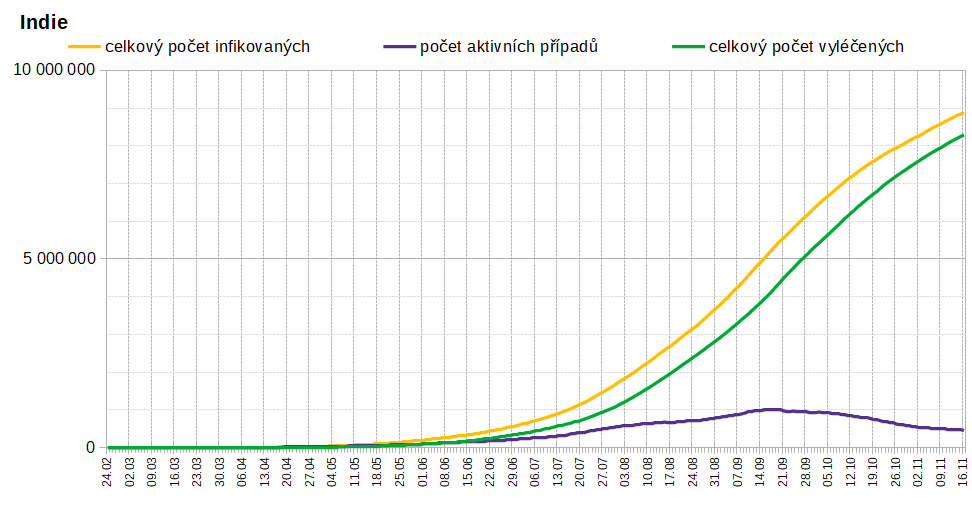 Indie
celkový počet infikovaných počet aktivních případů celkový počet vyléčených
10 000 000
5 000 000
0
24.02 02.03 09.03 16.03 23.03 30.03 06.04 13.04 20.04 27.04 04.05 11.05 18.05 25.05 01.06 08.06 15.06 22.06 29.06 06.07 13.07 20.07 27.07 03.08 10.08 17.08 24.08 31.08 07.09 14.09 21.09 28.09 05.10 12.10 19.10 26.10 02.11 09.11 16.11